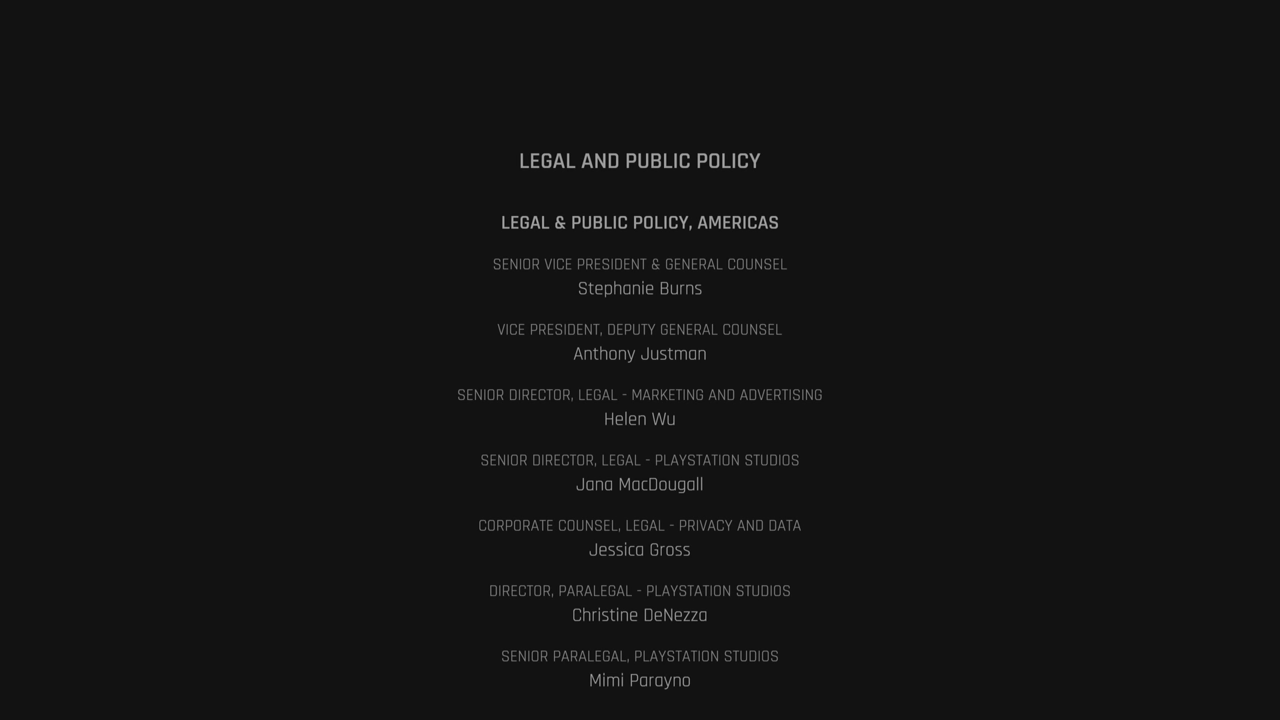 LEGAL AND PUBLIC POLICY
LEGAL & PUBLIC POLICY, AMERICAS
SENIOR VICE PRESIDENT & GENERAL COUNSEL
Stephanie Burns
VICE PRESIDENT, DEPUTY GENERAL COUNSEL
Anthony Justman
SENIOR DIRECTOR, LEGAL - MARKETING AND ADVERTISING
Helen Wu
SENIOR DIRECTOR, LEGAL - PLAYSTATION STUDIOS
Jana MacDougall
CORPORATE COUNSEL, LEGAL - PRIVACY AND DATA
Jessica Gross
DIRECTOR, PARALEGAL - PLAYSTATION STUDIOS
Christine DeNezza
SENIOR PARALEGAL, PLAYSTATION STUDIOS
Mimi Parayno